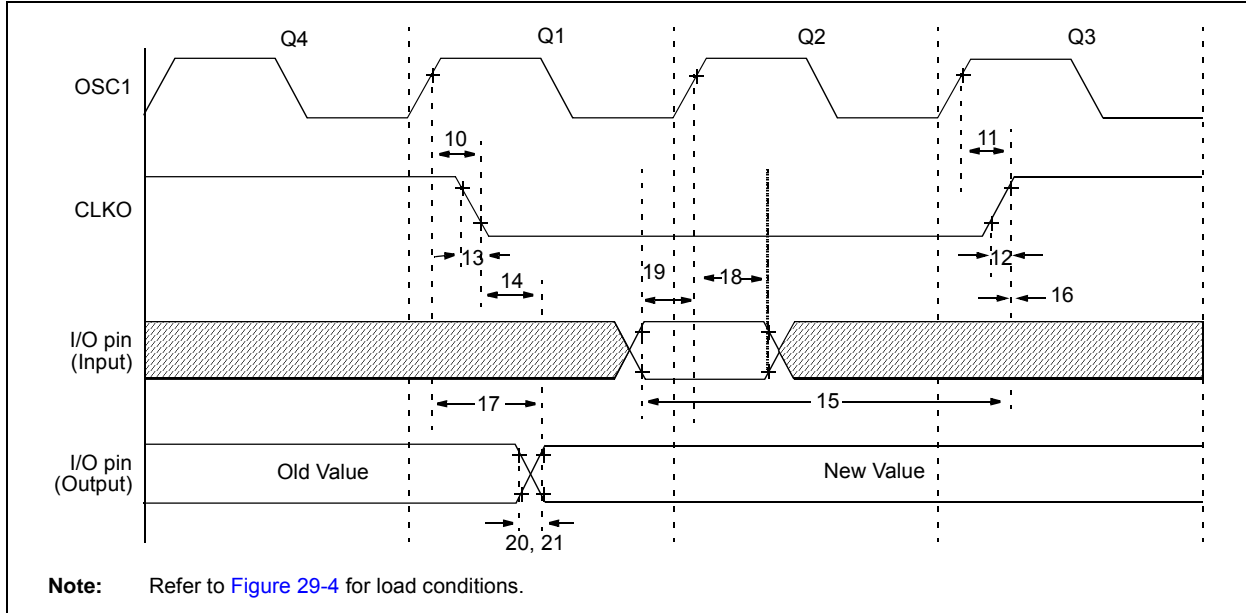 Q4 Q1 Q2 Q3
OSC1
10 11
CLKO
13 12
14 19 18 16
I/O pin
(Input)
17 15
I/O pin
(Output)
Old Value New Value
20, 21
Note: Refer to Figure 29-4 for load conditions.